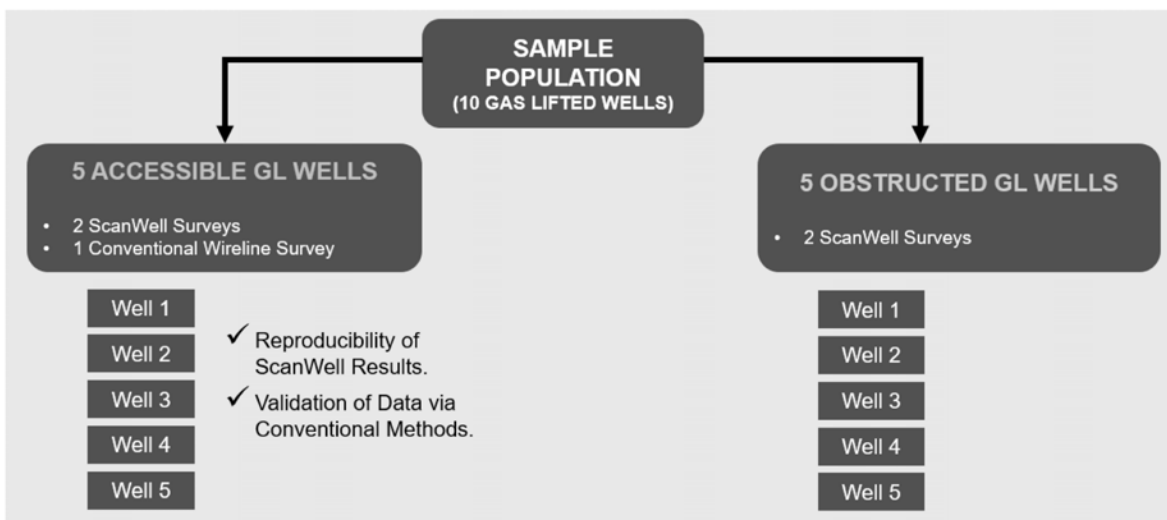 SAMPLE
POPULATION
(10 GAS LIFTED WELLS)
5 ACCESSIBLE GL WELLS
• 2 ScanWell Surveys
• 1 Conventional Wireline Survey
Well 1
Well 2
Well 3
Well 4
Well 5
✓ Reproducibility of
ScanWell Results.
✓ Validation of Data via
Conventional Methods.
5 OBSTRUCTED GL WELLS
• 2 ScanWell Surveys
Well 1
Well 2
Well 3
Well 4
Well 5